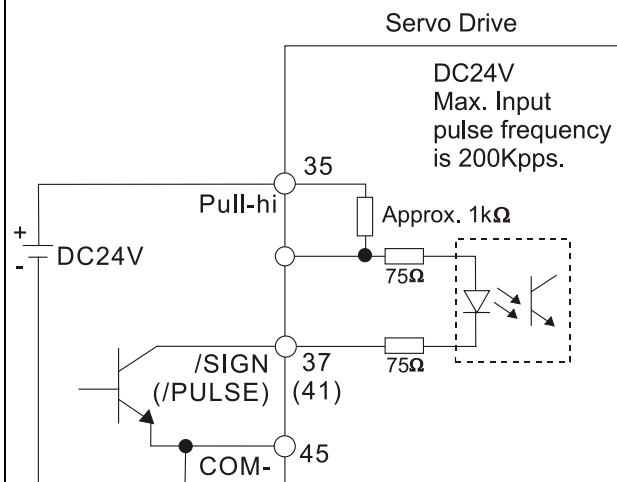 Servo Drive
DC24V
Max. Input
pulse frequency
is 200Kpps.
35
Pull-hi
Approx. 1kΩ
+
-
DC24V
75Ω
/SIGN
(/PULSE)
37
(41)
75Ω
COM-
45